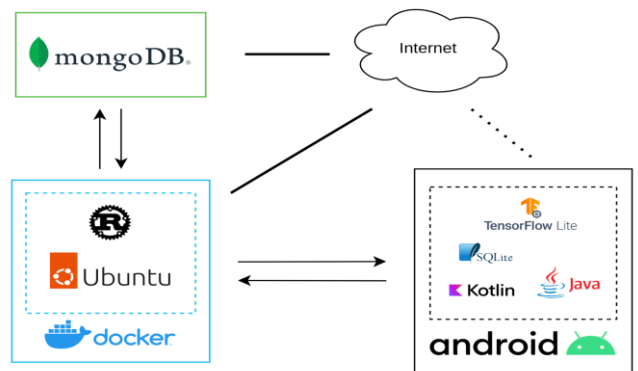 mongoDB.
Internet
R
Ubuntu
docker
TensorFlow Lite
SQLite
Kotlin
Java
android